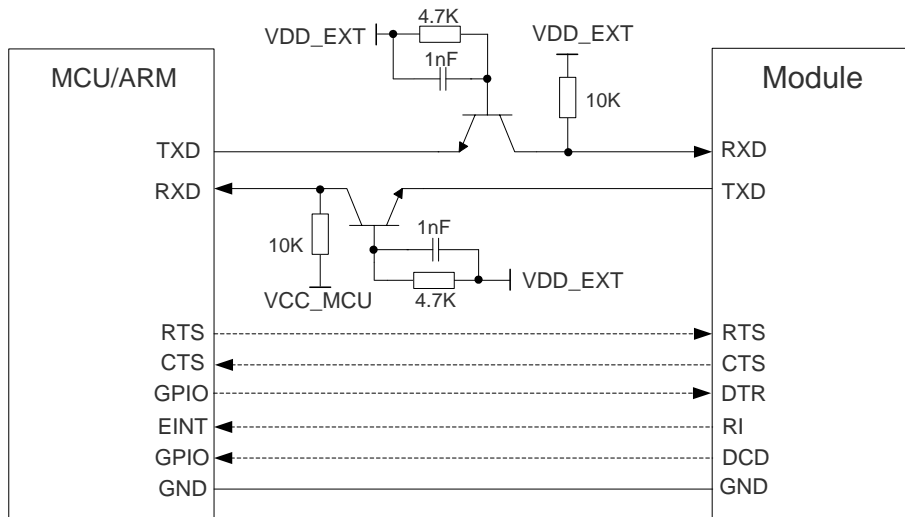 4.7K
VDD_EXT
1nF
VDD_EXT
MCU/ARM
Module
10K
TXD
RXD
RXD
TXD
1nF
10K
VDD_EXT
VCC_MCU
4.7K
RTS
RTS
CTS
CTS
GPIO
DTR
EINT
RI
GPIO
DCD
GND
GND